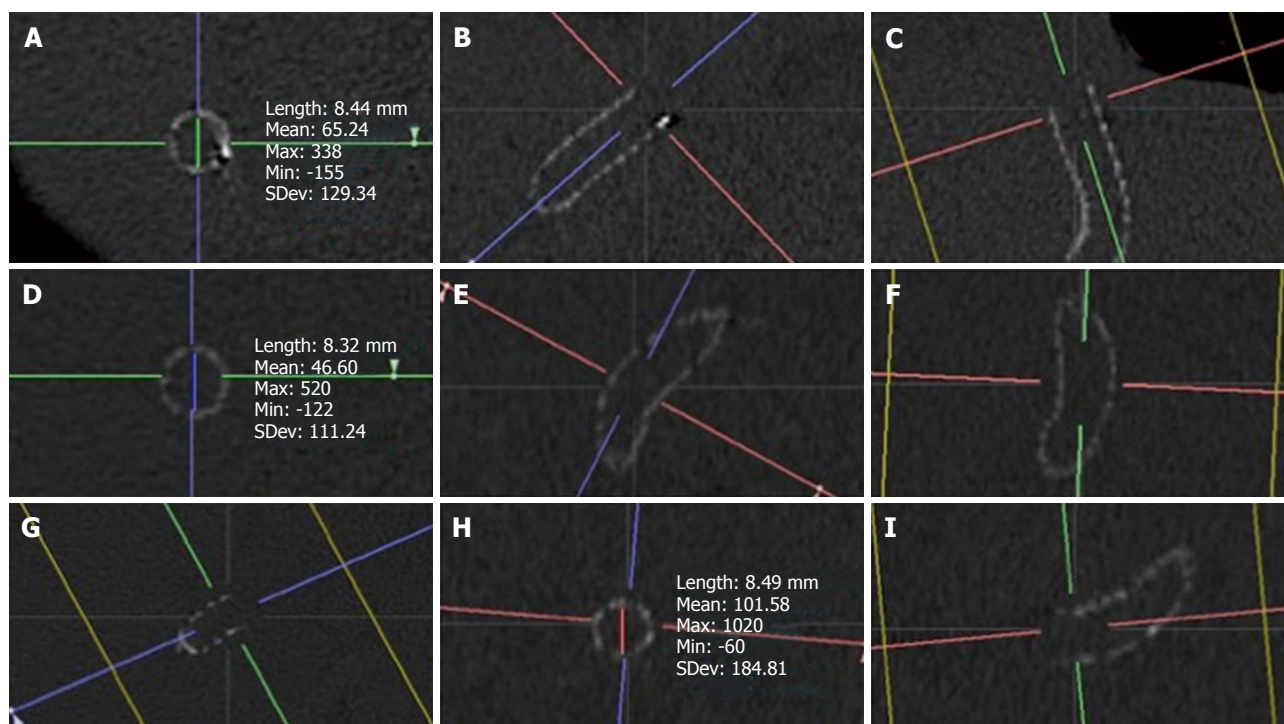 A
Length: 8.44 mm
Mean: 65.24
Max: 338
Min: -155
SDev: 129.34
B
C
D
Length: 8.32 mm
Mean: 46.60
Max: 520
Min: -122
SDev: 111.24
E
F
G
H
Length: 8.49 mm
Mean: 101.58
Max: 1020
Min: -60
SDev: 184.81
I